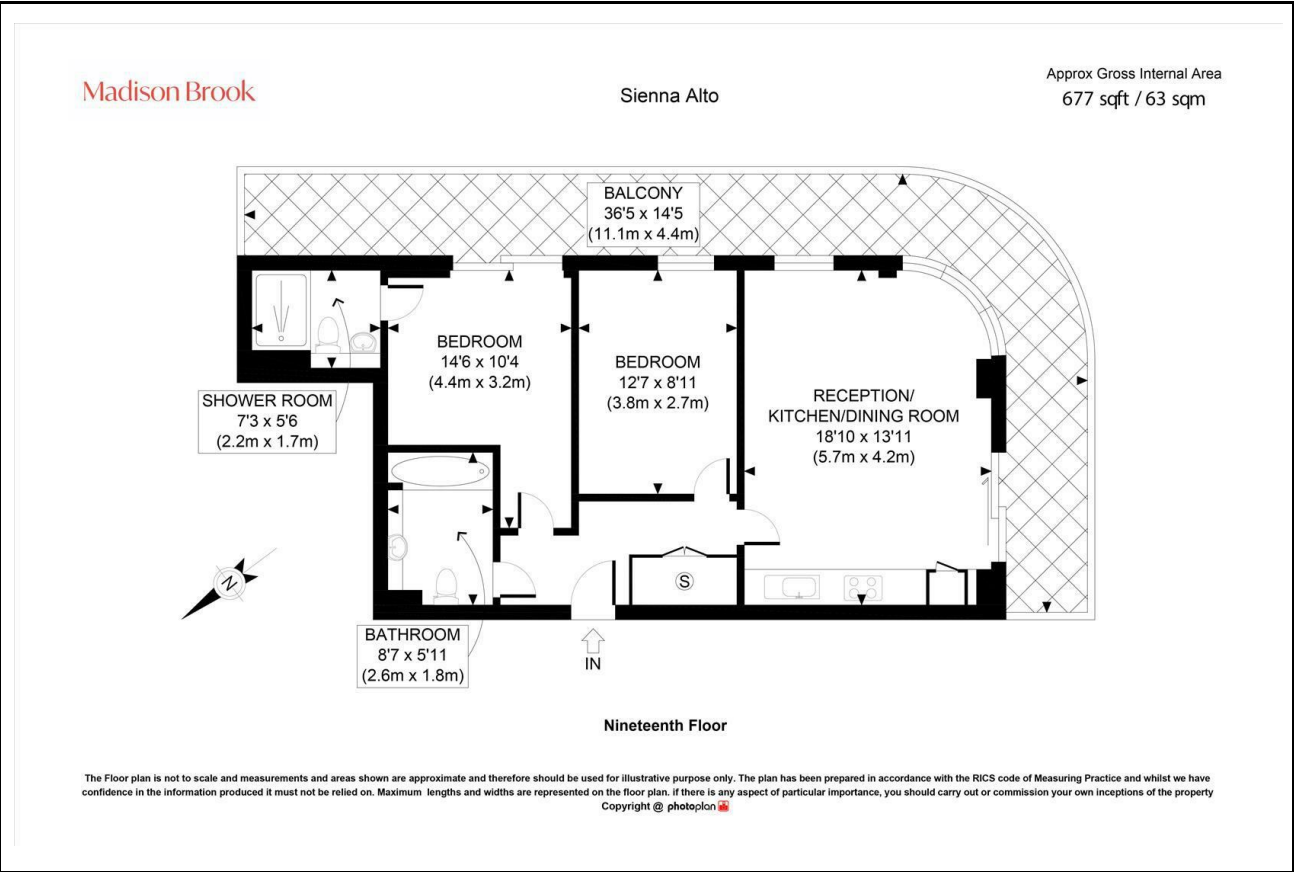 Madison Brook
Sienna Alto
Approx Gross Internal Area
677 sqft / 63 sqm
BALCONY
36'5 x 14'5
(11.1m x 4.4m)
BEDROOM
14'6 x 10'4
(4.4m x 3.2m)
BEDROOM
12'7 x 8'11
(3.8m x 2.7m)
RECEPTION/
KITCHEN/DINING ROOM
18'10 x 13'11
(5.7m x 4.2m)
SHOWER ROOM
7'3 x 5'6
(2.2m x 1.7m)
N
S
BATHROOM
8'7 x 5'11
(2.6m x 1.8m)
IN
Nineteenth Floor
The Floor plan is not to scale and measurements and areas shown are approximate and therefore should be used for illustrative purpose only. The plan has been prepared in accordance with the RICS code of Measuring Practice and whilst we have
confidence in the information produced it must not be relied on. Maximum lengths and widths are represented on the floor plan. if there is any aspect of particular importance, you should carry out or commission your own inceptions of the property
Copyright @ photoplan